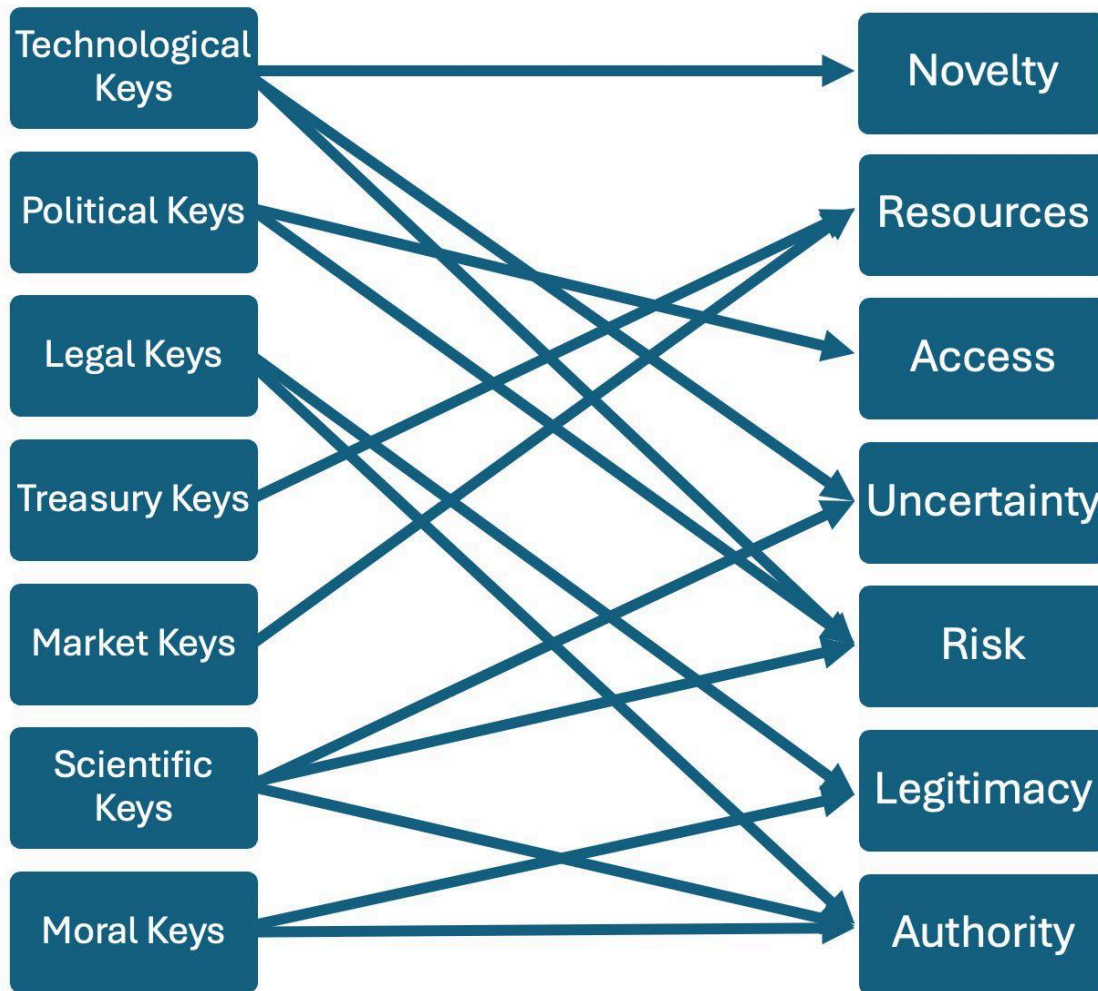 Technological
Keys
Novelty
Political Keys
Resources
Legal Keys
Access
Treasury Keys
Uncertainty
Market Keys
Risk
Scientific
Keys
Legitimacy
Moral Keys
Authority